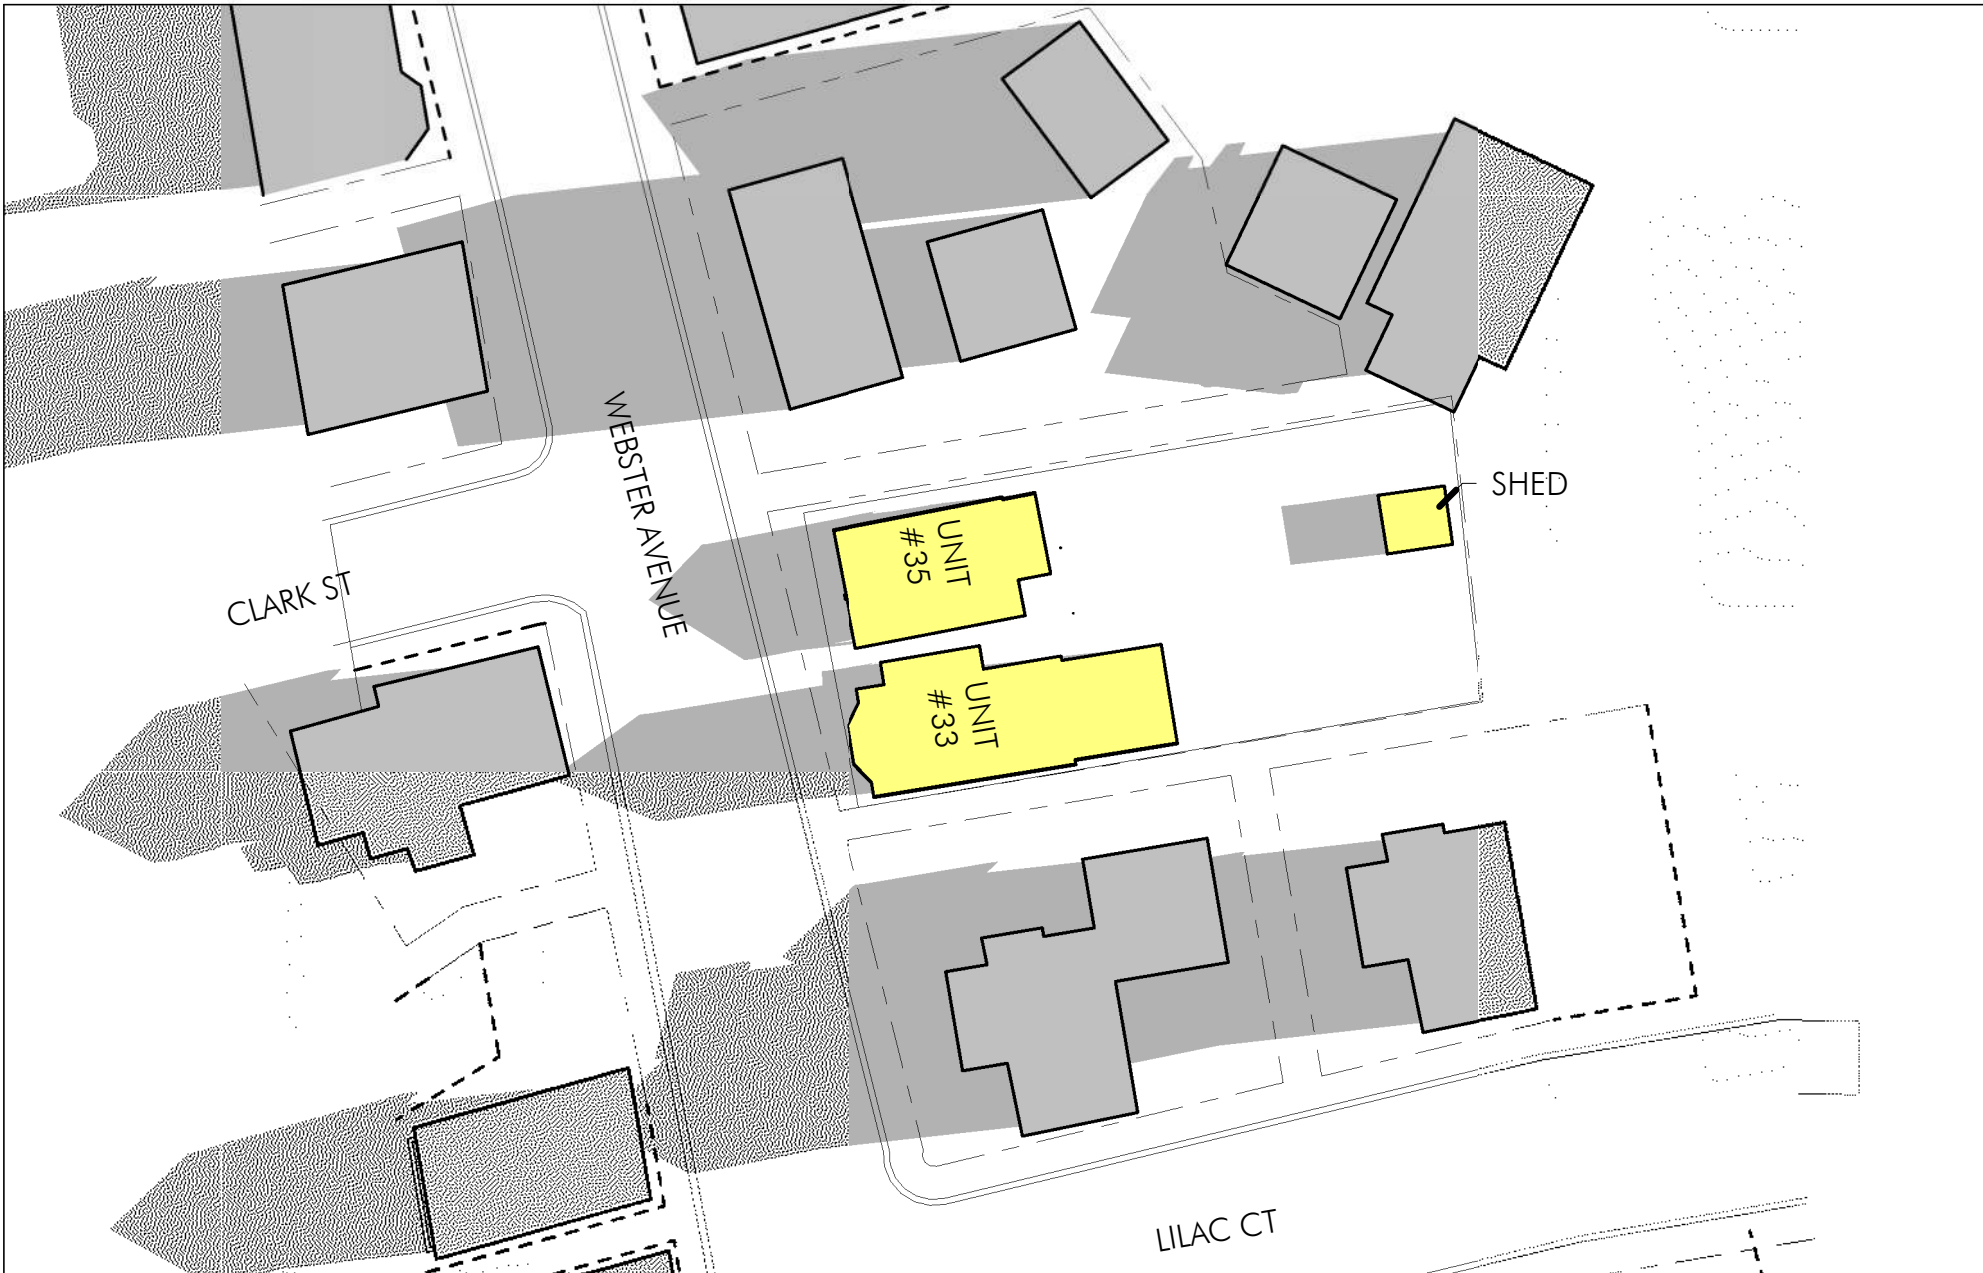 WEBSTER AVENUE
SHED
UNIT
#35
CLARK ST
UNIT
#33
LILAC CT